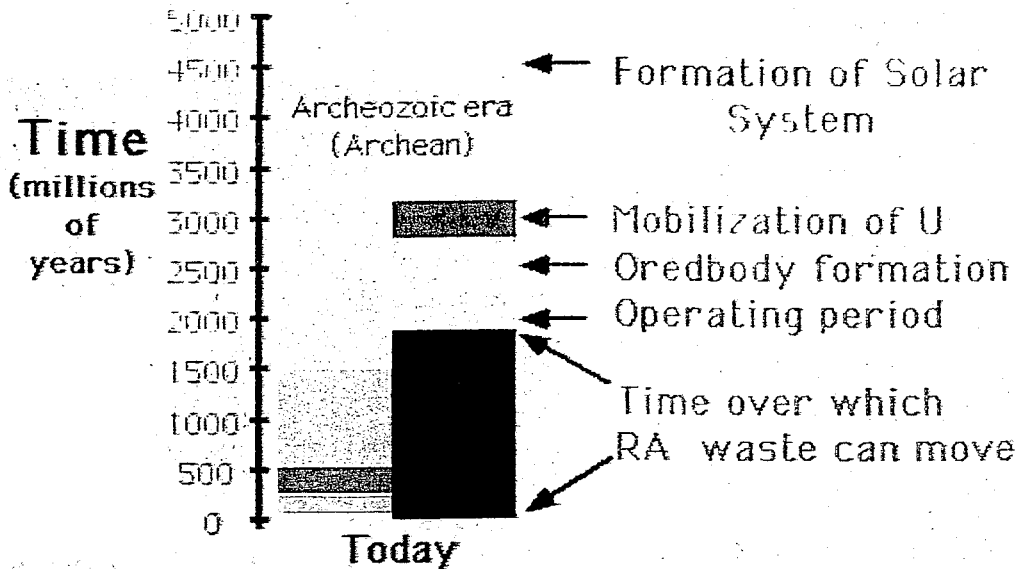 5000
4500
4000
3500
3000
2500
2000
1500
1000
500
0
Time
(millions
of
years)
Archeozoic era
(Archean)
Formation of Solar
System
Mobilization of U
Oredbody formation
Operating period
Time over which
RA waste can move
Today